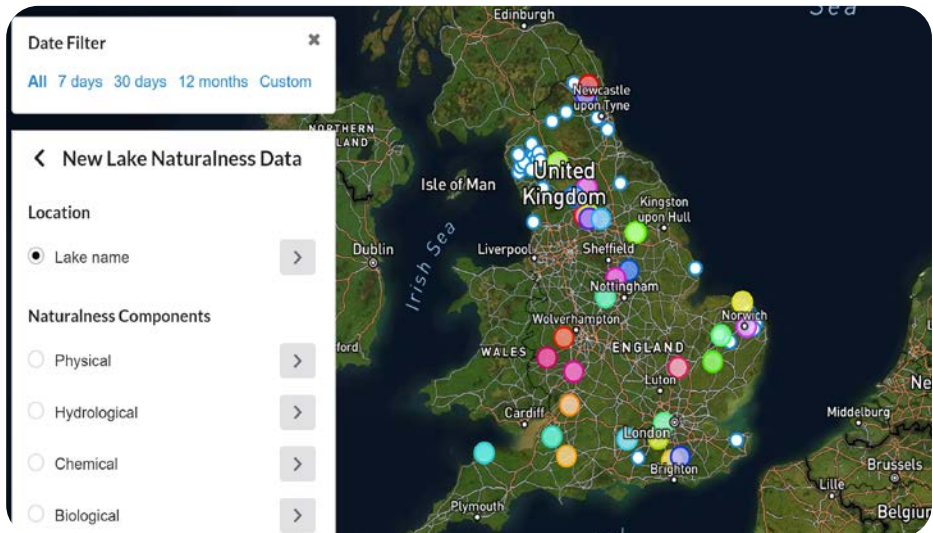 Date Filter ×
All 7 days 30 days 12 months Custom
New Lake Naturalness Data
Location
Lake name
Naturalness Components
Physical
Hydrological
Chemical
Biological
Sea
Edinburgh
Newcastle
upon Tyne
NORTHERN
LAND
Isle of Man
United
Kingdom
Kingston
upon Hull
Dublin
Irish Sea
Liverpool
Sheffield
Nottingham
Norwich
Wolverhampton
WALES
ENGLAND
ford
Luton
Cardiff
London
Middelburg
Ne
Brighton
Brussels
Lille
Plymouth
Belgiu